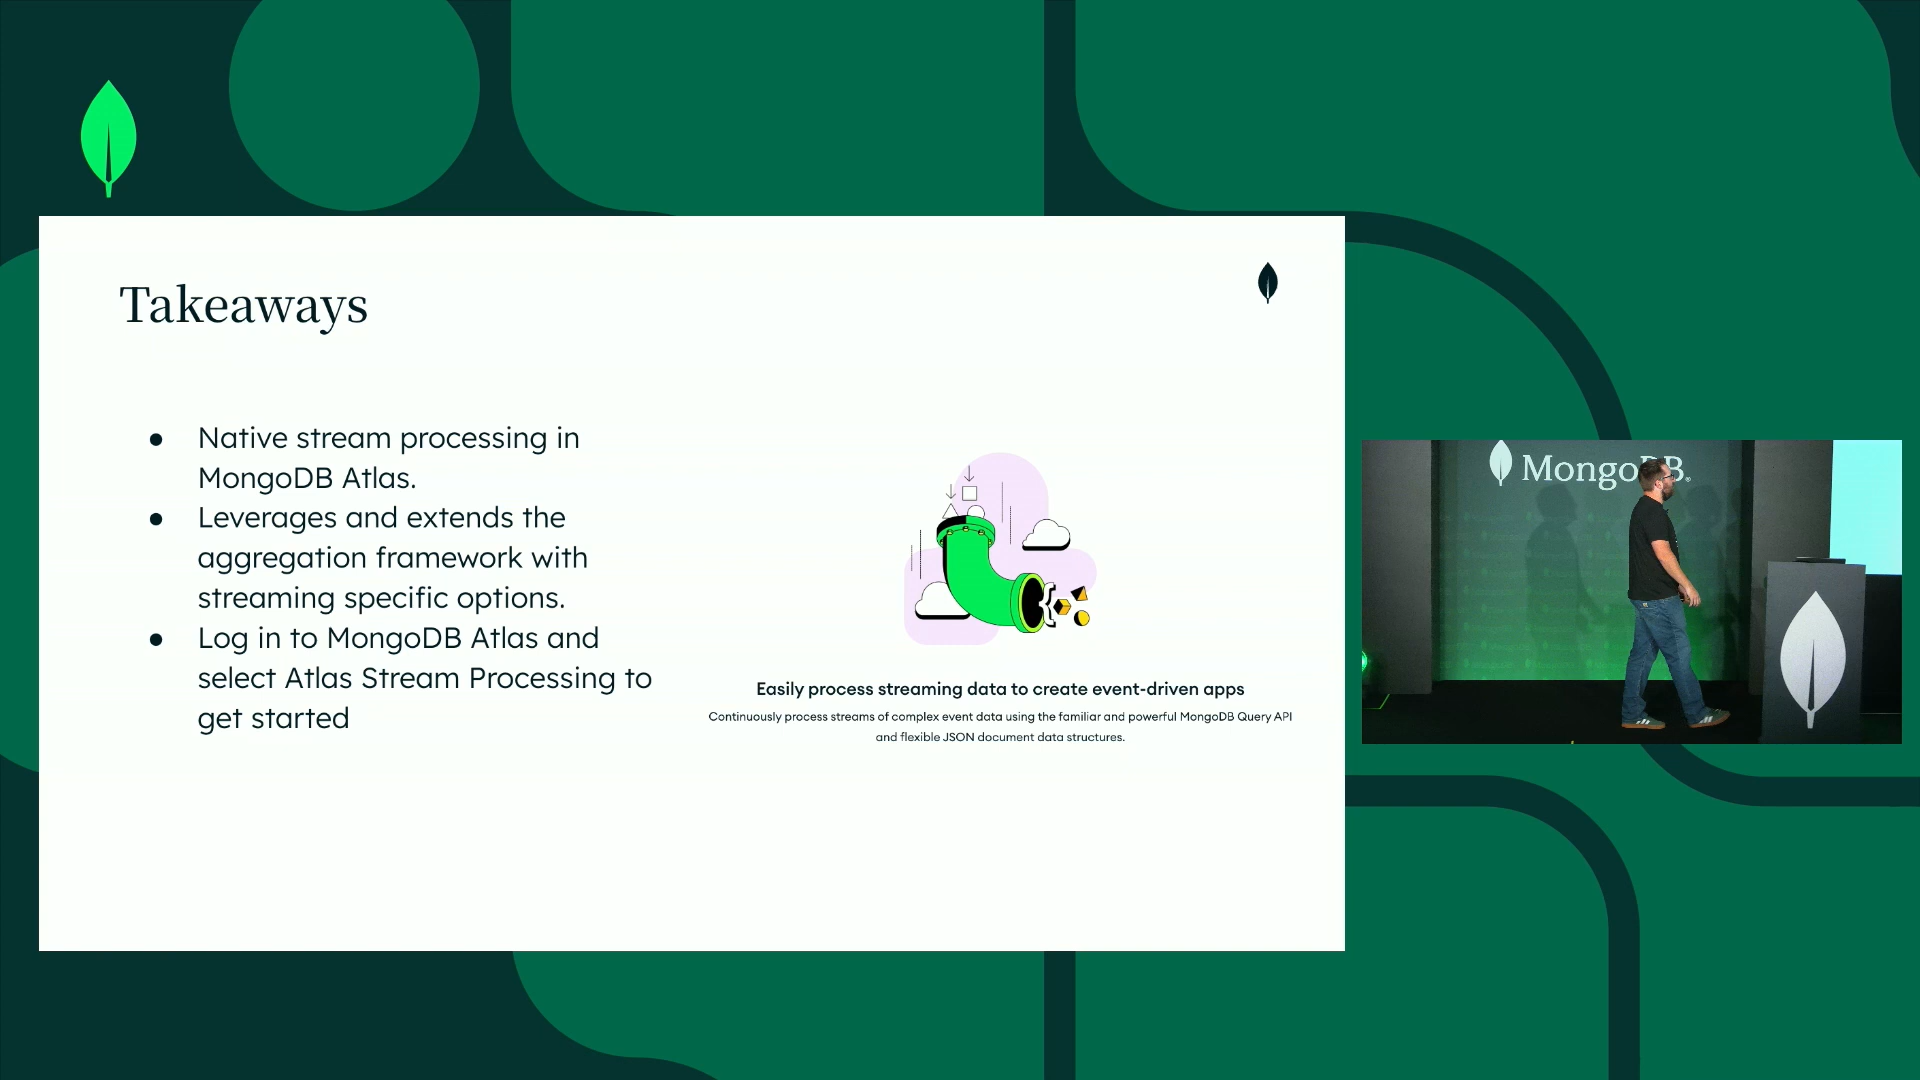 Takeaways
● Native stream processing in
MongoDB Atlas.
● Leverages and extends the
aggregation framework with
streaming specific options.
● Log in to MongoDB Atlas and
select Atlas Stream Processing to
get started
Easily process streaming data to create event-driven apps
Continuously process streams of complex event data using the familiar and powerful MongoDB Query API
and flexible JSON document data structures.
MongoDB®